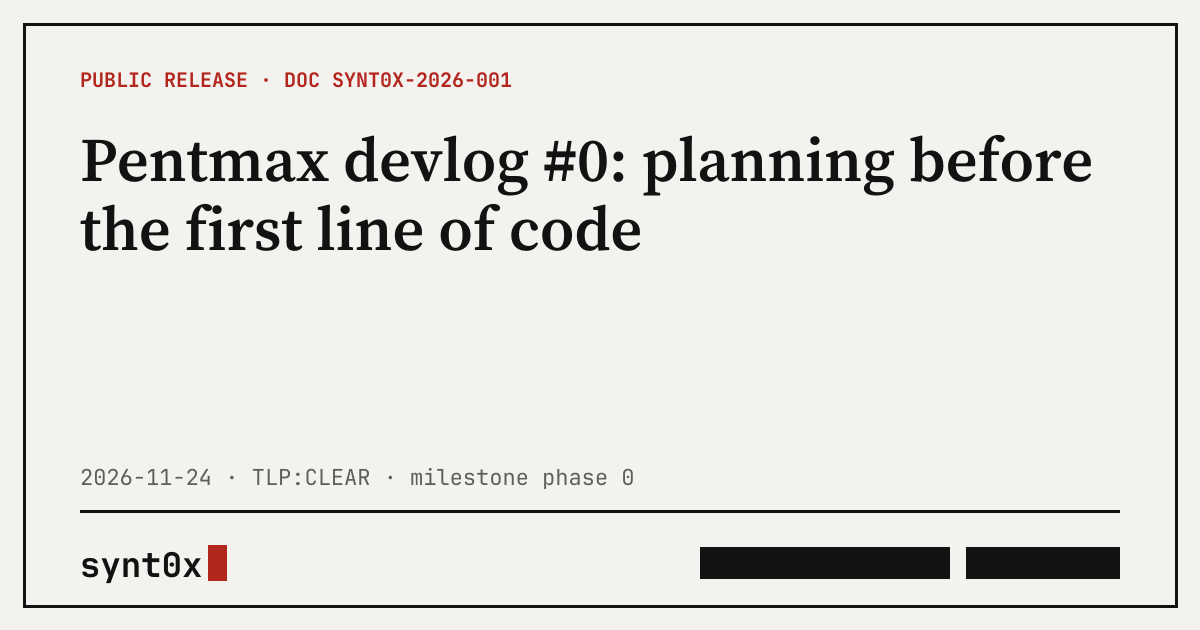 PUBLIC RELEASE · DOC SYNT0X-2026-001
Pentmax devlog #0: planning before
the first line of code
2026-11-24 · TLP:CLEAR · milestone phase 0
synt0x